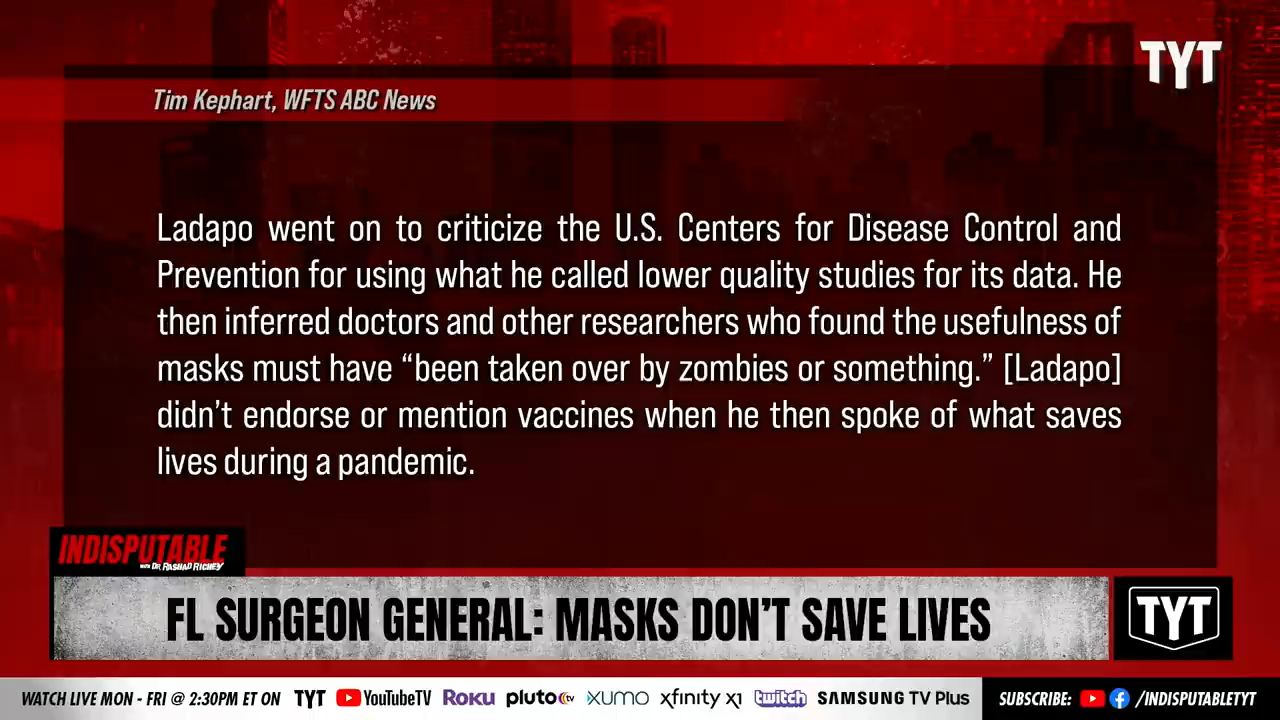 TYT
Tim Kephart, WFTS ABC News
Ladapo went on to criticize the U.S. Centers for Disease Control and
Prevention for using what he called lower quality studies for its data. He
then inferred doctors and other researchers who found the usefulness of
masks must have “been taken over by zombies or something.” [Ladapo]
didn’t endorse or mention vaccines when he then spoke of what saves
lives during a pandemic.
INDISPUTABLE
WITH DR. RASHAD RICHEY
FL SURGEON GENERAL: MASKS DON’T SAVE LIVES
TYT
WATCH LIVE MON - FRI @ 2:30PM ET ON TYT YouTubeTV Roku pluto tv xumo xfinity x1 twitch SAMSUNG TV Plus SUBSCRIBE: /INDISPUTABLETYT